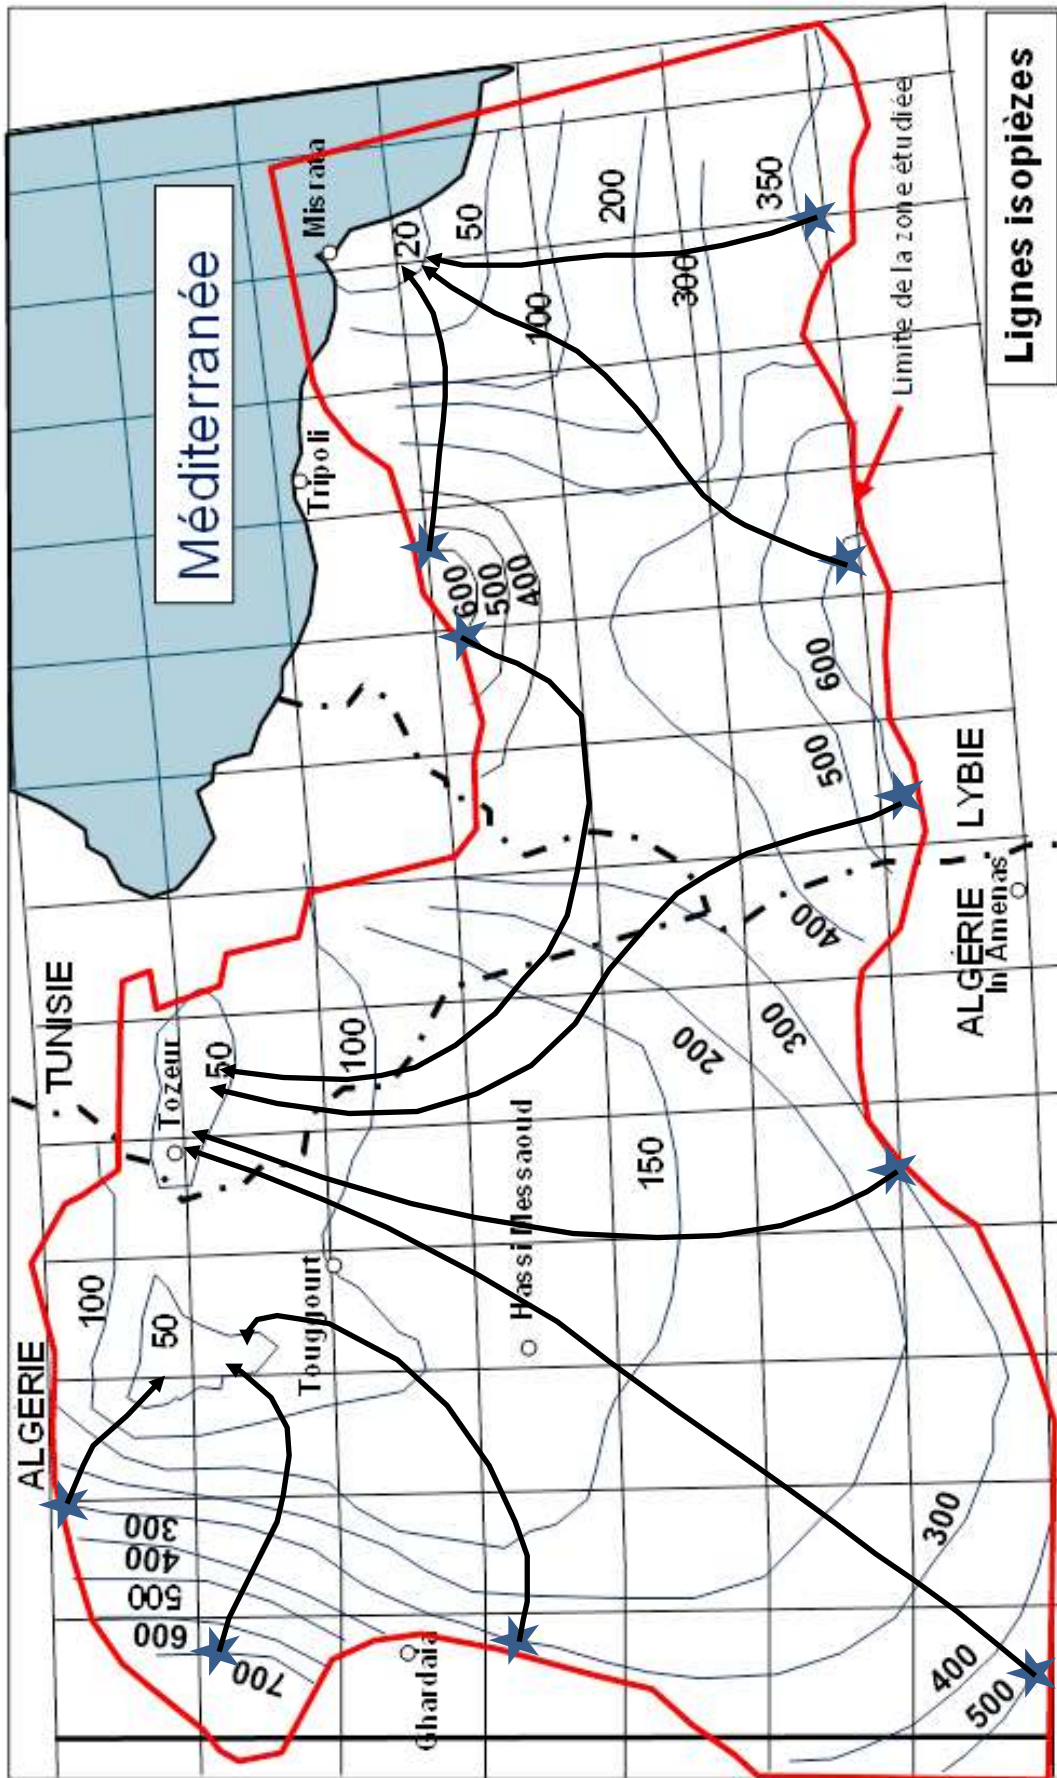 Méditerranée
Misrata
Tripoli
20
50
100
200
300
350
600
500
400
600
500
400
300
200
150
100
50
Tozeur
TUNISIE
ALGERIE
100
50
Touggourt
Hassi Messaoud
300
400
500
600
700
Ghardaia
300
400
500
ALGÉRIE
LYBIE
In Amenas
Limite de la zone étudiée
Lignes isopièzes